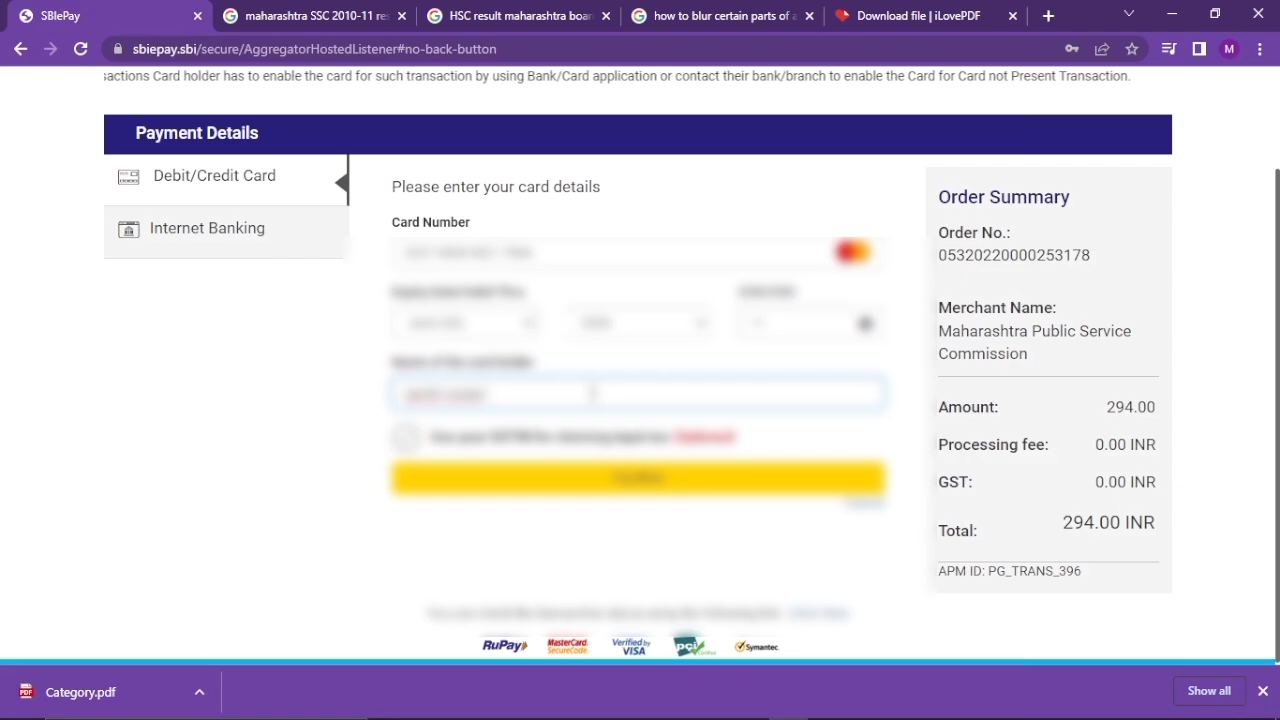 SBIePay
maharashtra SSC 2010-11 re
HSC result maharashtra boar
how to blur certain parts of a
Download file | iLovePDF
sbiepay.sbi/secure/AggregatorHostedListener#no-back-button
M
actions Card holder has to enable the card for such transaction by using Bank/Card application or contact their bank/branch to enable the Card for Card not Present Transaction.
Payment Details
Debit/Credit Card
Internet Banking
Please enter your card details
Card Number
Order Summary
Order No.:
05320220000253178
Merchant Name:
Maharashtra Public Service
Commission
Amount: 294.00
Processing fee: 0.00 INR
GST: 0.00 INR
Total: 294.00 INR
APM ID: PG_TRANS_396
RuPay
MasterCard. SecureCode.
Verified by VISA
pci
Symantec
PDF
Category.pdf
Show all